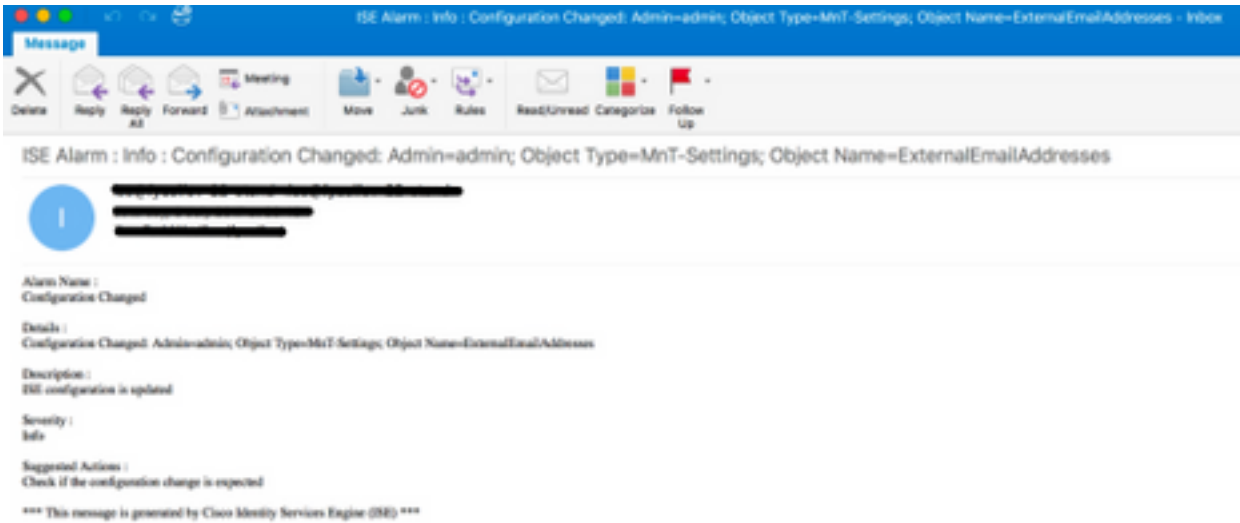 ISE Alarm : Info : Configuration Changed: Admin=admin; Object Type=MnT-Settings; Object Name=ExternalEmailAddresses - Inbox
Message
Delete
Reply
Reply All
Forward
Meeting
Attachment
Move
Junk
Rules
Read/Unread
Categorize
Follow Up
ISE Alarm : Info : Configuration Changed: Admin=admin; Object Type=MnT-Settings; Object Name=ExternalEmailAddresses
I
Alarm Name :
Configuration Changed
Details :
Configuration Changed: Admin=admin; Object Type=MnT-Settings; Object Name=ExternalEmailAddresses
Description :
ISE configuration is updated
Severity :
Info
Suggested Actions :
Check if the configuration change is expected
*** This message is generated by Cisco Identity Services Engine (ISE) ***